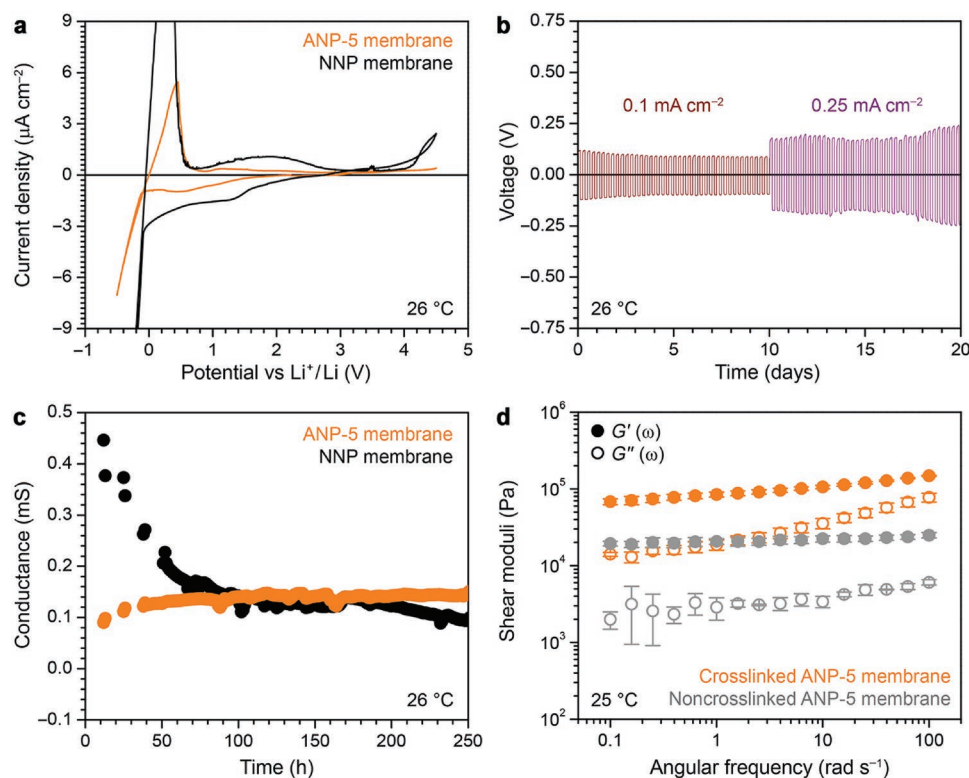 a
Current density (μA cm⁻²)
9
6
3
0
−3
−6
−9
ANP-5 membrane
NNP membrane
26 °C
−1
0
1
2
3
4
5
Potential vs Li⁺/Li (V)
b
Voltage (V)
0.75
0.50
0.25
0.00
−0.25
−0.50
−0.75
0.1 mA cm⁻²
0.25 mA cm⁻²
26 °C
0
5
10
15
20
Time (days)
c
Conductance (mS)
0.5
0.4
0.3
0.2
0.1
0.0
−0.1
ANP-5 membrane
NNP membrane
26 °C
0
50
100
150
200
250
Time (h)
d
Shear moduli (Pa)
10⁶
10⁵
10⁴
10³
10²
G′ (ω)
G″ (ω)
Crosslinked ANP-5 membrane
25 °C
Noncrosslinked ANP-5 membrane
0.1
1
10
100
Angular frequency (rad s⁻¹)